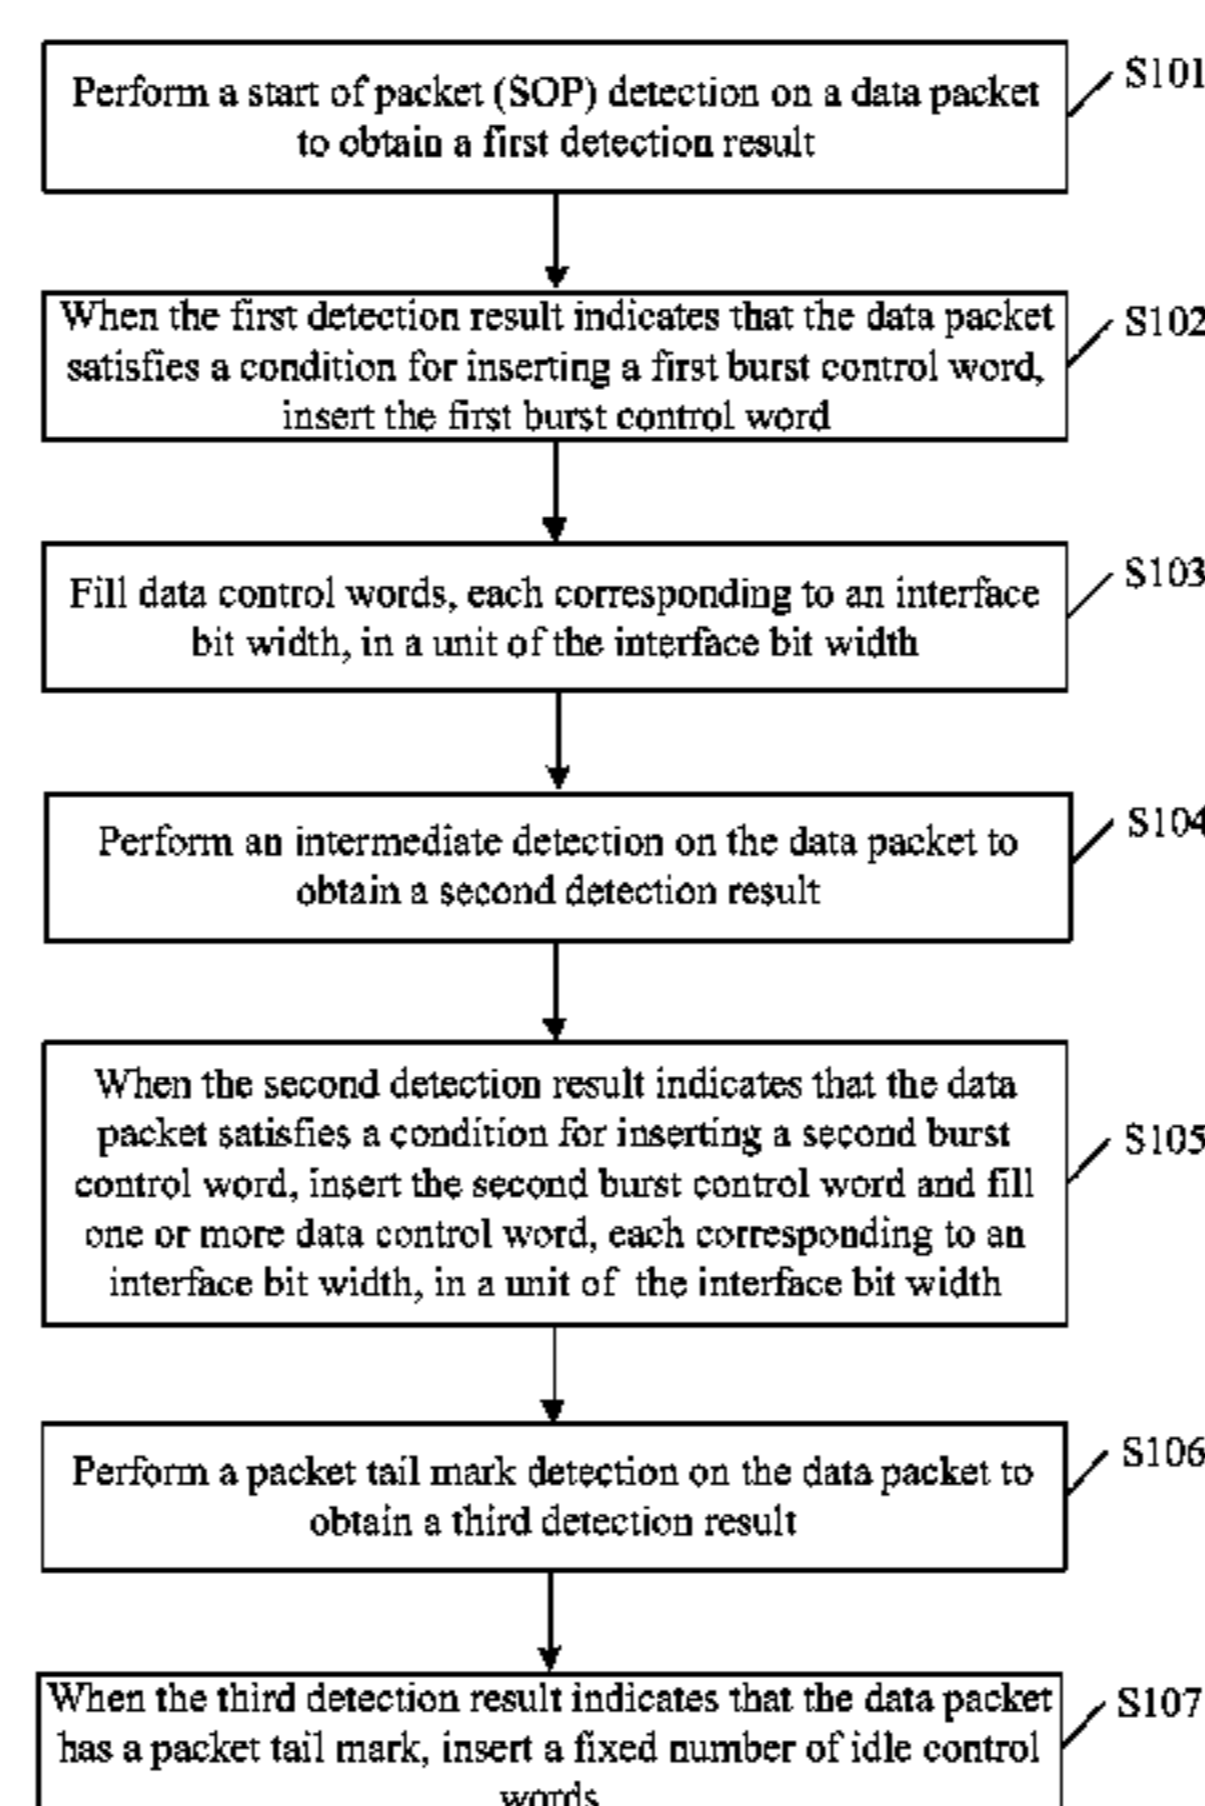 Perform a start of packet (SOP) detection on a data packet
to obtain a first detection result
S101
When the first detection result indicates that the data packet
satisfies a condition for inserting a first burst control word,
insert the first burst control word
S102
Fill data control words, each corresponding to an interface
bit width, in a unit of the interface bit width
S103
Perform an intermediate detection on the data packet to
obtain a second detection result
S104
When the second detection result indicates that the data
packet satisfies a condition for inserting a second burst
control word, insert the second burst control word and fill
one or more data control word, each corresponding to an
interface bit width, in a unit of the interface bit width
S105
Perform a packet tail mark detection on the data packet to
obtain a third detection result
S106
When the third detection result indicates that the data packet
has a packet tail mark, insert a fixed number of idle control
words
S107